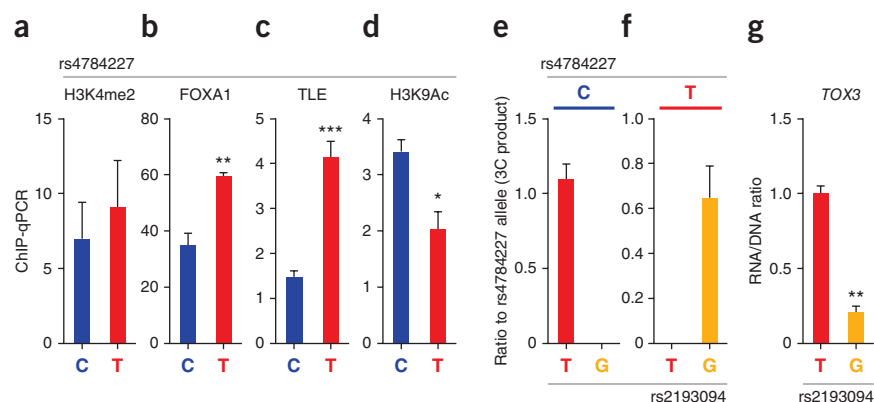 a b c d e f g
rs4784227 rs4784227
H3K4me2 FOXA1 TLE H3K9Ac C T TOX3
ChIP-qPCR
15
10
5
0
C T
80
60
40
20
0
**
C T
5
4
3
2
1
0
***
C T
4
3
2
1
0
*
C T
Ratio to rs4784227 allele (3C product)
1.5
1.0
0.5
0
T G
1.0
0.8
0.6
0.4
0.2
0
T G
rs2193094
RNA/DNA ratio
1.5
1.0
0.5
0
**
T G
rs2193094